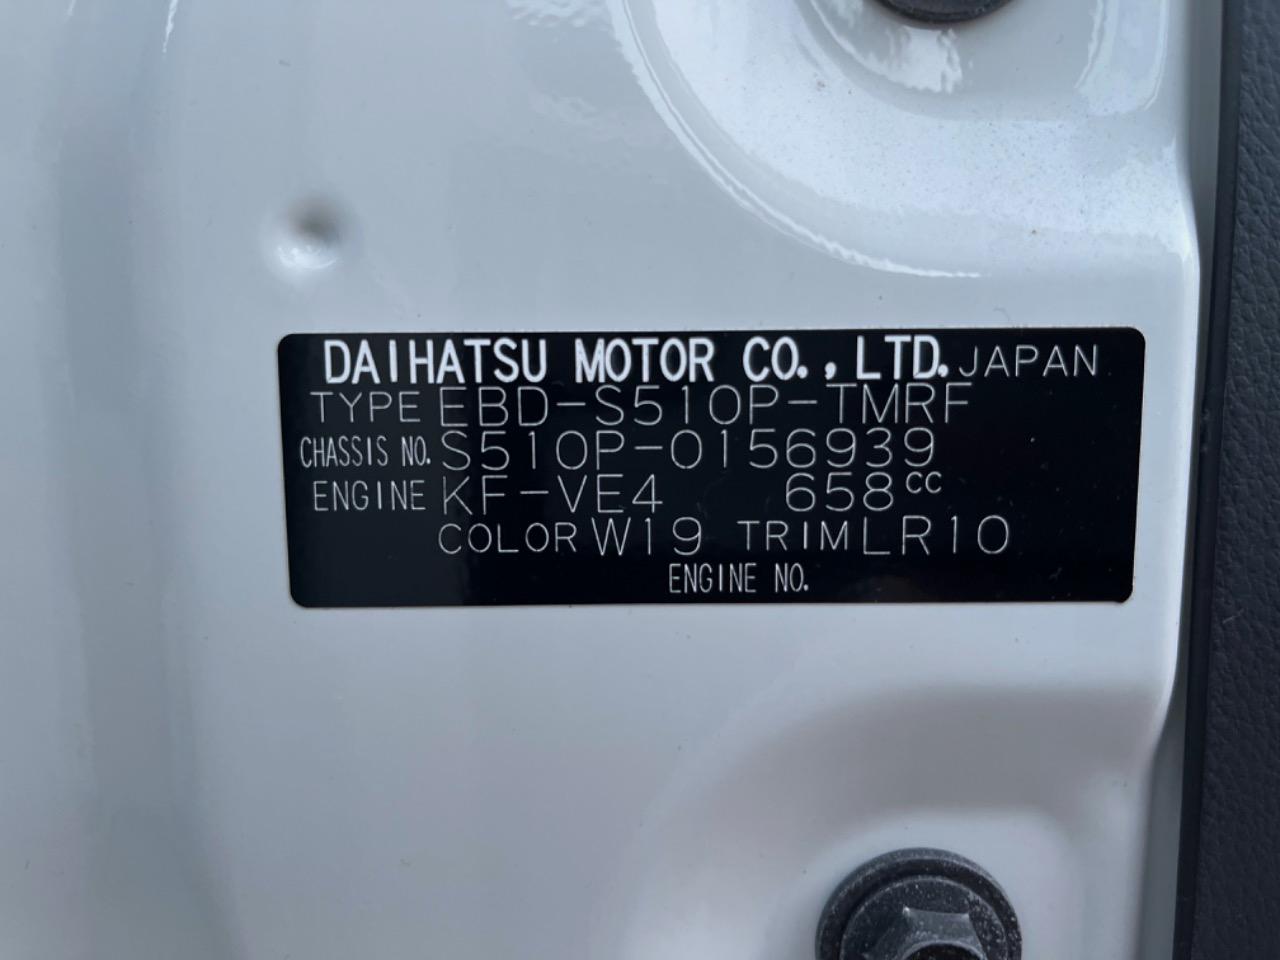 DAIHATSU MOTOR CO., LTD. JAPAN
TYPE EBD-S510P-TMRF
CHASSIS NO. S510P-0156939
ENGINE KF-VE4 658cc
COLOR W19 TRIM LR10
ENGINE NO.